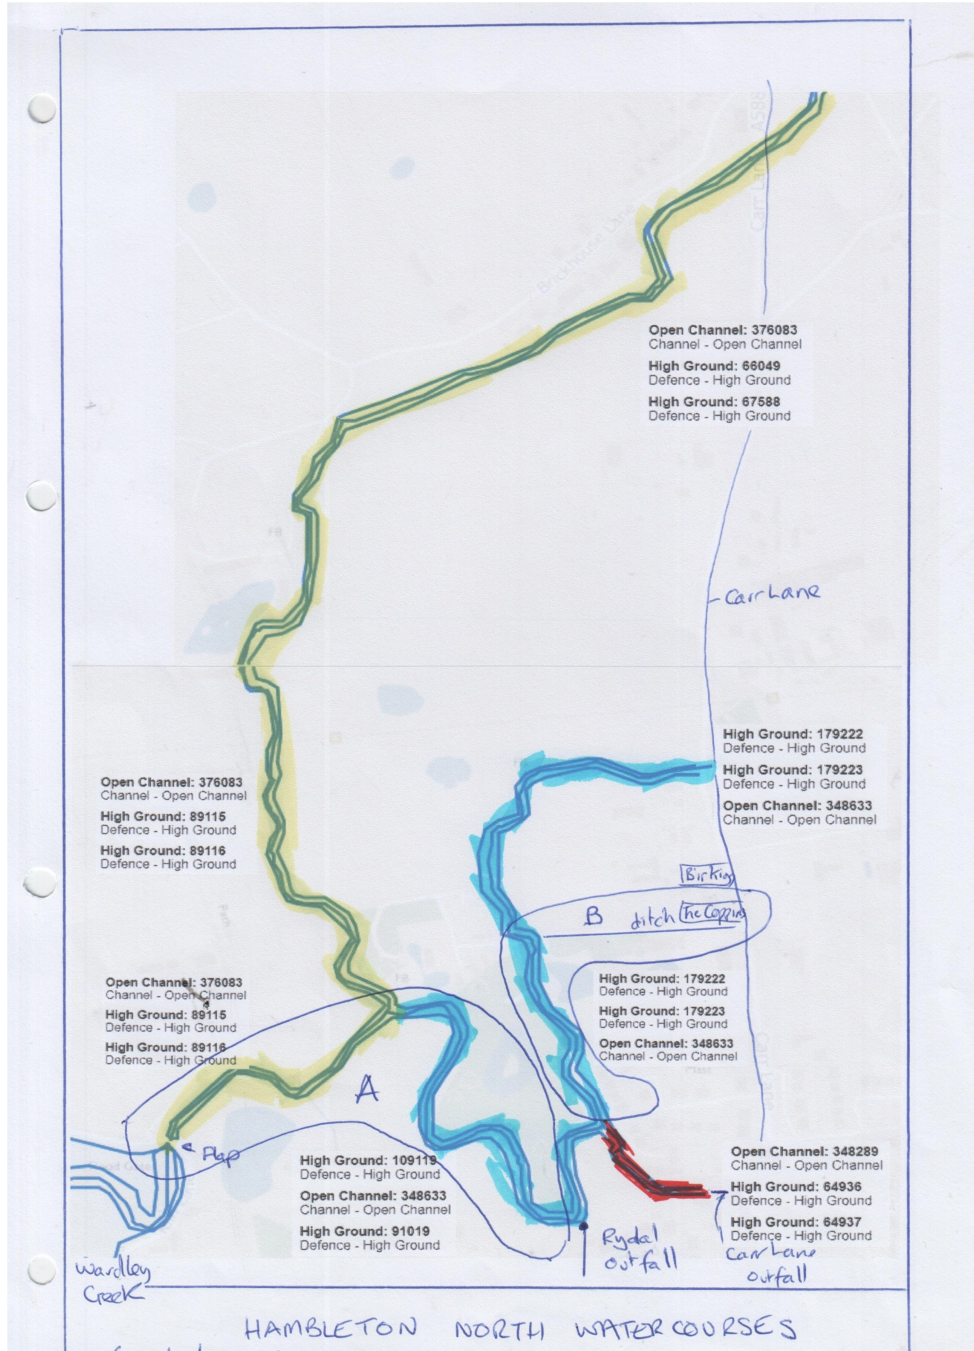 Carr Lane A588
Brickhouse Lane
Open Channel: 376083
Channel - Open Channel
High Ground: 66049
Defence - High Ground
High Ground: 67588
Defence - High Ground
Carr Lane
High Ground: 179222
Defence - High Ground
High Ground: 179223
Defence - High Ground
Open Channel: 348633
Channel - Open Channel
Open Channel: 376083
Channel - Open Channel
High Ground: 89115
Defence - High Ground
High Ground: 89116
Defence - High Ground
B ditch
High Ground: 179222
Defence - High Ground
High Ground: 179223
Defence - High Ground
Open Channel: 348633
Channel - Open Channel
Open Channel: 376083
Channel - Open Channel
High Ground: 89115
Defence - High Ground
High Ground: 89116
Defence - High Ground
A
Flap
High Ground: 109119
Defence - High Ground
Open Channel: 348633
Channel - Open Channel
High Ground: 91019
Defence - High Ground
Open Channel: 348289
Channel - Open Channel
High Ground: 64936
Defence - High Ground
High Ground: 64937
Defence - High Ground
Rydal
Outfall
Carr Lane
Outfall
Wardley
Creek
HAMBLETON NORTH WATERCOURSES